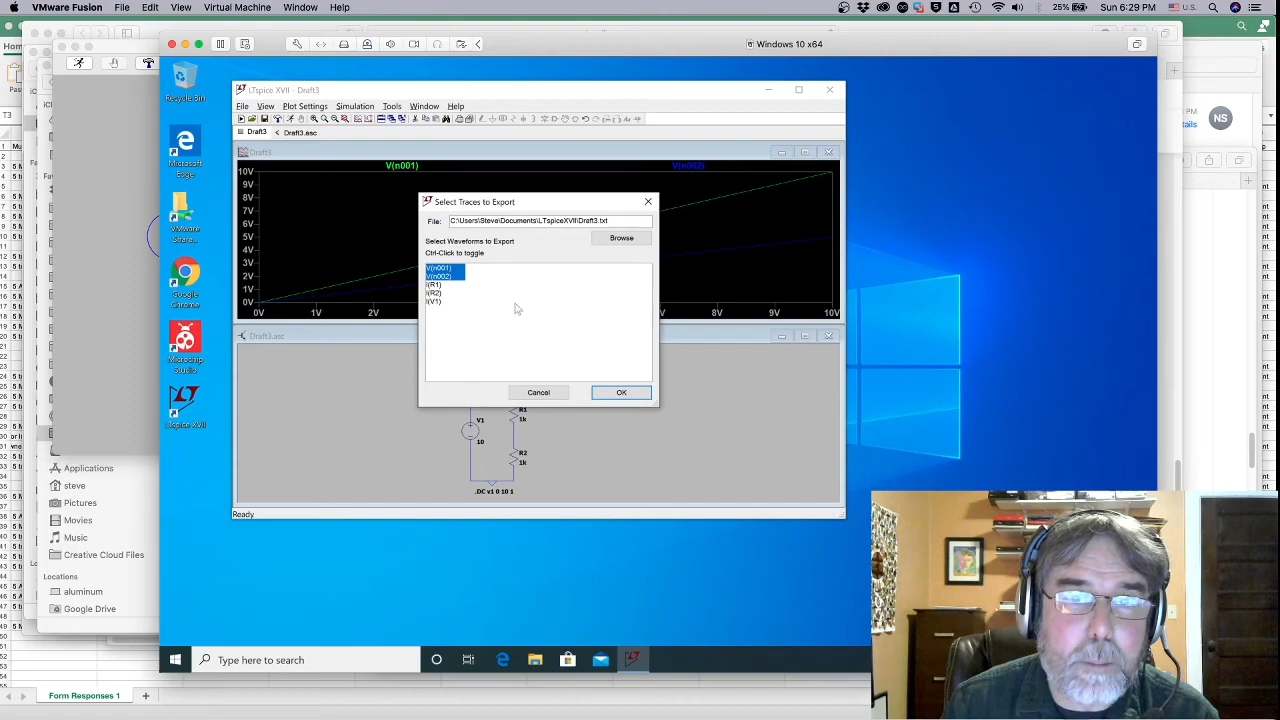 VMware Fusion File Edit View Virtual Machine Window Help
25% Sun 6:29 PM
Windows 10 x64
Recycle Bin
Microsoft
Edge
VMware
Share...
Google
Chrome
Microchip
Studio
LTspice XVII
LTspice XVII - Draft3
File View Plot Settings Simulation Tools Window Help
Draft3 Draft3.asc
Draft3
V(n001) V(n002)
10V
9V
8V
7V
6V
5V
4V
3V
2V
1V
0V
0V 1V 2V 8V 9V 10V
Select Traces to Export
File: C:\Users\Steve\Documents\LTspiceXVII\Draft3.txt
Browse
Select Waveforms to Export
Ctrl-Click to toggle
V(n001)
V(n002)
I(R1)
I(R2)
I(V1)
Cancel OK
Draft3.asc
V1
10
R1
1k
R2
1k
.DC v1 0 10 1
Ready
Type here to search
Applications
steve
Pictures
Movies
Music
Creative Cloud Files
Locations
aluminum
Google Drive
Form Responses 1
T3
PM
NS